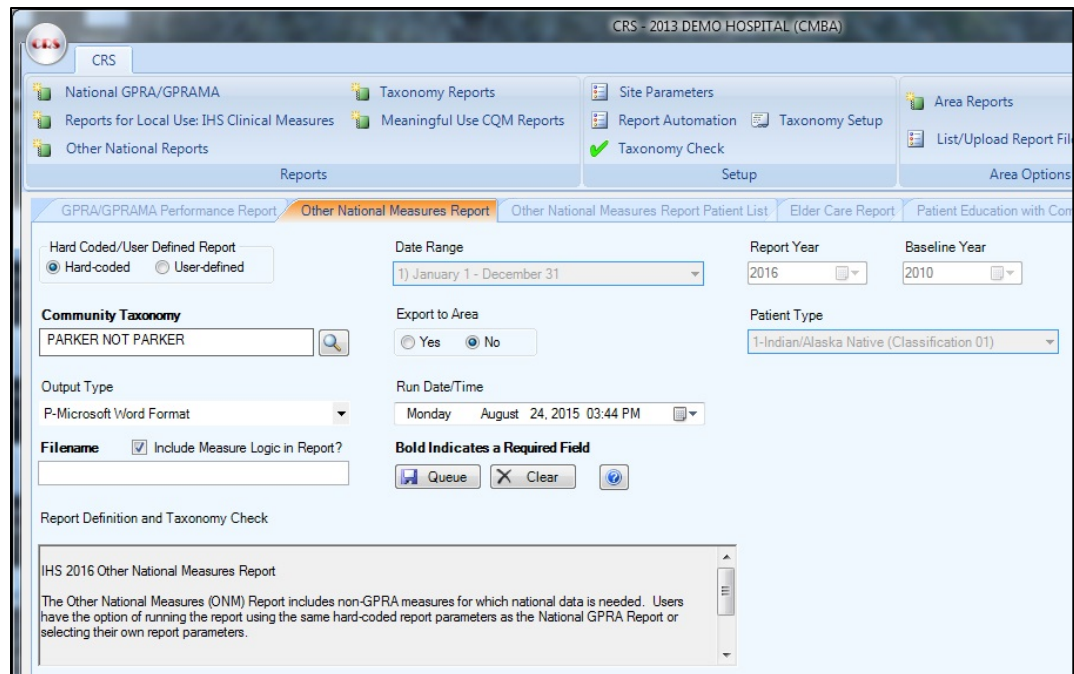 CRS - 2013 DEMO HOSPITAL (CMBA)
CRS
CRS
National GPRA/GPRAMA
Taxonomy Reports
Site Parameters
Area Reports
Reports for Local Use: IHS Clinical Measures
Meaningful Use CQM Reports
Report Automation
Taxonomy Setup
List/Upload Report Fil
Other National Reports
Taxonomy Check
Reports
Setup
Area Options
GPRA/GPRAMA Performance Report
Other National Measures Report
Other National Measures Report Patient List
Elder Care Report
Patient Education with Com
Hard Coded/User Defined Report
Hard-coded
User-defined
Date Range
1) January 1 - December 31
Report Year
2016
Baseline Year
2010
Community Taxonomy
PARKER NOT PARKER
Export to Area
Yes
No
Patient Type
1-Indian/Alaska Native (Classification 01)
Output Type
P-Microsoft Word Format
Run Date/Time
Monday August 24, 2015 03:44 PM
Filename
Include Measure Logic in Report?
Bold Indicates a Required Field
Queue
Clear
Report Definition and Taxonomy Check
IHS 2016 Other National Measures Report
The Other National Measures (ONM) Report includes non-GPRA measures for which national data is needed. Users
have the option of running the report using the same hard-coded report parameters as the National GPRA Report or
selecting their own report parameters.